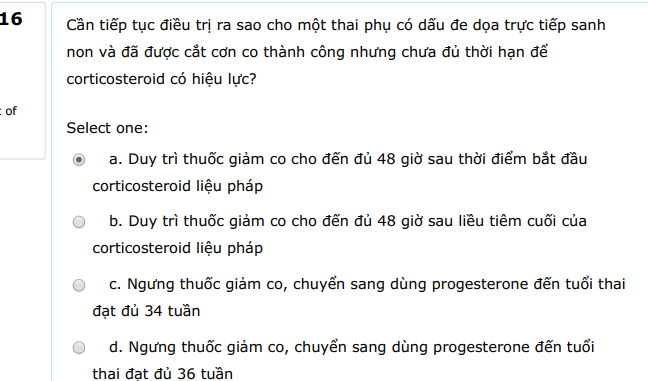 16
Cần tiếp tục điều trị ra sao cho một thai phụ có dấu đe dọa trực tiếp sanh
non và đã được cắt cơn co thành công nhưng chưa đủ thời hạn để
corticosteroid có hiệu lực?
of
Select one:
a. Duy trì thuốc giảm co cho đến đủ 48 giờ sau thời điểm bắt đầu
corticosteroid liệu pháp
b. Duy trì thuốc giảm co cho đến đủ 48 giờ sau liều tiêm cuối của
corticosteroid liệu pháp
c. Ngưng thuốc giảm co, chuyển sang dùng progesterone đến tuổi thai
đạt đủ 34 tuần
d. Ngưng thuốc giảm co, chuyển sang dùng progesterone đến tuổi
thai đạt đủ 36 tuần